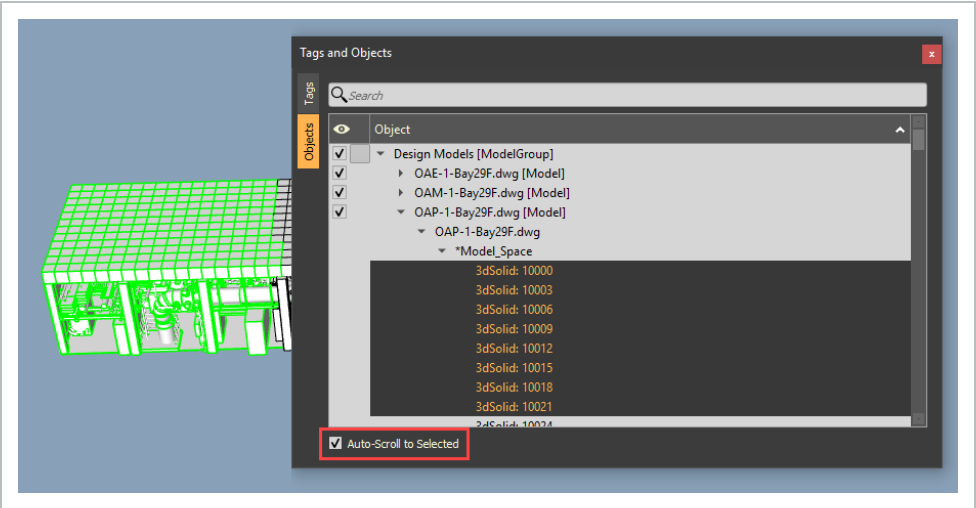 Tags and Objects
x
Tags
Search
Objects
Object
Design Models [ModelGroup]
OAE-1-Bay29F.dwg [Model]
OAM-1-Bay29F.dwg [Model]
OAP-1-Bay29F.dwg [Model]
OAP-1-Bay29F.dwg
*Model_Space
3dSolid: 10000
3dSolid: 10003
3dSolid: 10006
3dSolid: 10009
3dSolid: 10012
3dSolid: 10015
3dSolid: 10018
3dSolid: 10021
3dSolid: 10024
Auto-Scroll to Selected